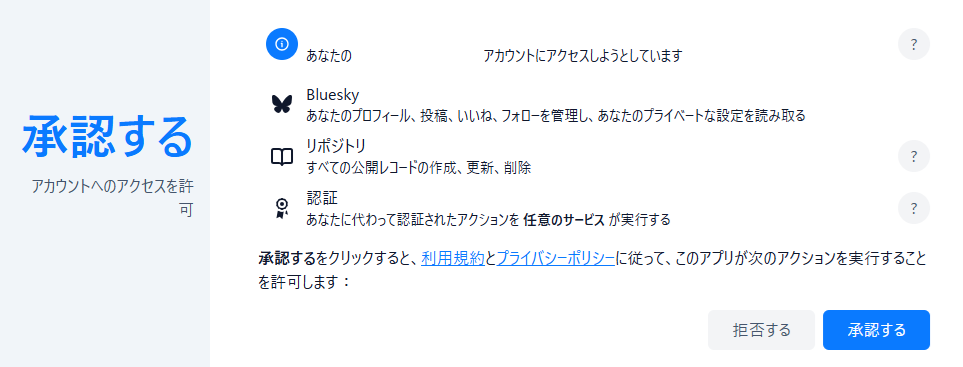 承認する
アカウントへのアクセスを許
可
あなたの アカウントにアクセスしようとしています
?
Bluesky
あなたのプロフィール、投稿、いいね、フォローを管理し、あなたのプライベートな設定を読み取る
リポジトリ
すべての公開レコードの作成、更新、削除
?
認証
あなたに代わって認証されたアクションを 任意のサービス が実行する
?
承認するをクリックすると、利用規約とプライバシーポリシーに従って、このアプリが次のアクションを実行すること
を許可します：
拒否する
承認する